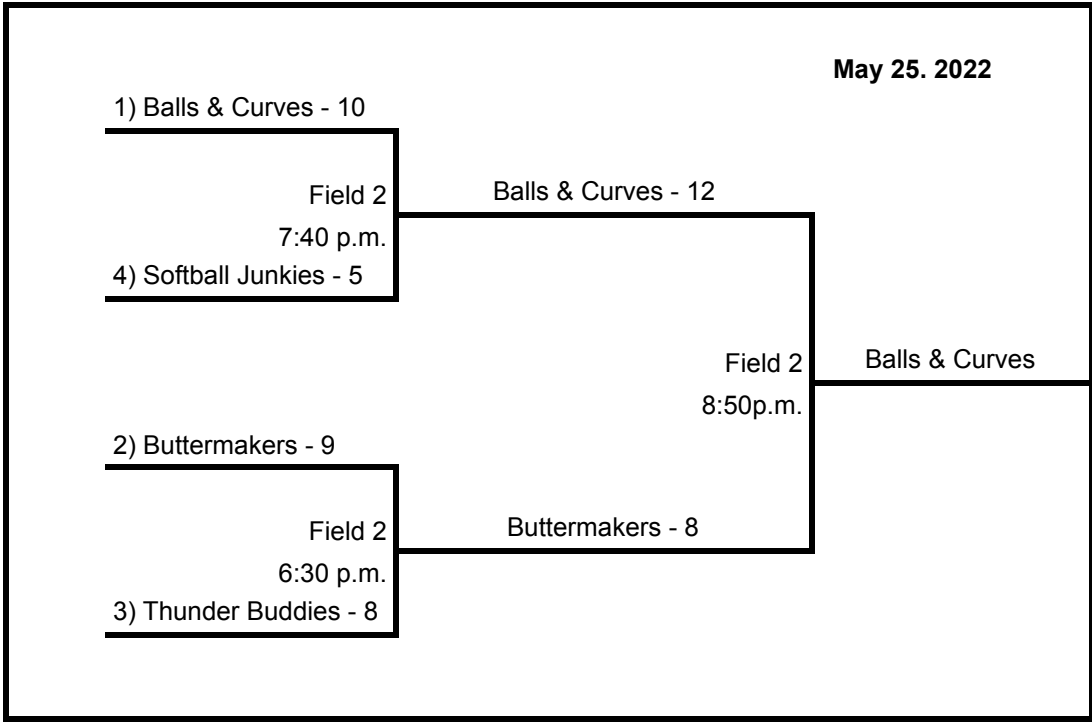 May 25. 2022
1) Balls & Curves - 10
Field 2
7:40 p.m.
4) Softball Junkies - 5
Balls & Curves - 12
Field 2
8:50p.m.
Balls & Curves
2) Buttermakers - 9
Field 2
6:30 p.m.
3) Thunder Buddies - 8
Buttermakers - 8